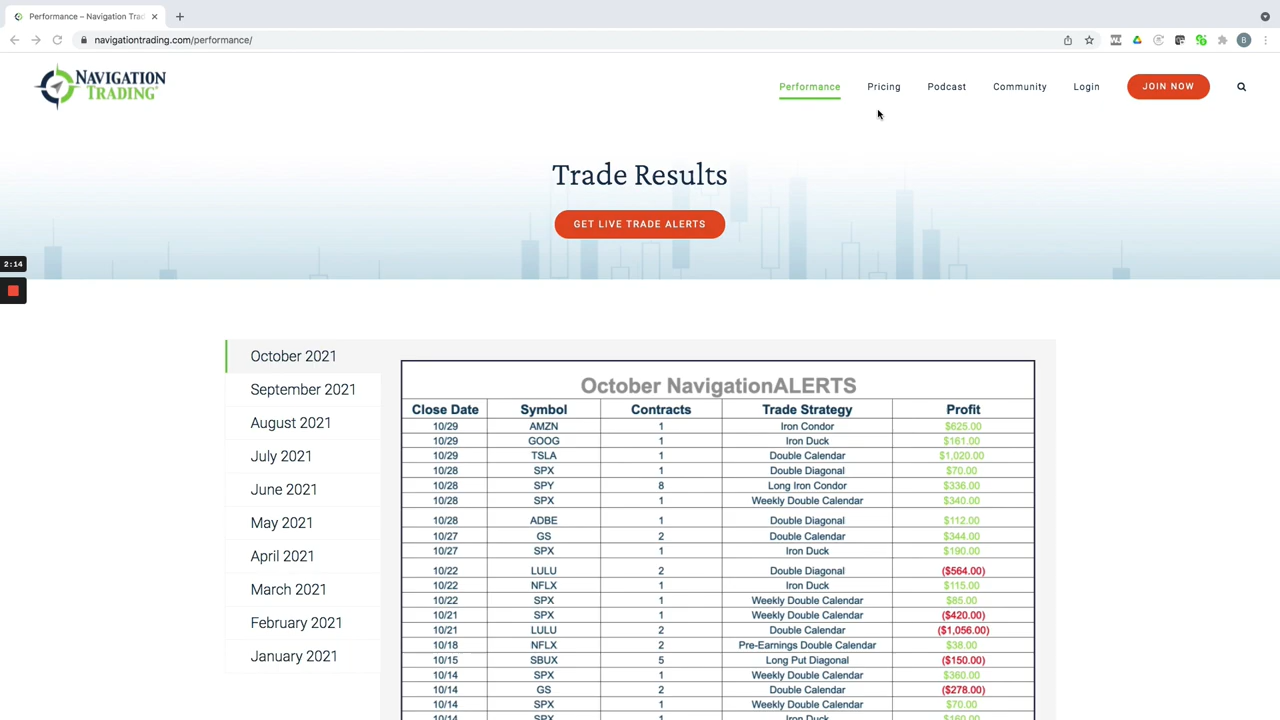 Performance – Navigation Trad
navigationtrading.com/performance/
NAVIGATION
TRADING
Performance Pricing Podcast Community Login JOIN NOW
Trade Results
GET LIVE TRADE ALERTS
2:14
October 2021
September 2021
August 2021
July 2021
June 2021
May 2021
April 2021
March 2021
February 2021
January 2021
October NavigationALERTS
Close Date Symbol Contracts Trade Strategy Profit
10/29 AMZN 1 Iron Condor $625.00
10/29 GOOG 1 Iron Duck $161.00
10/29 TSLA 1 Double Calendar $1,020.00
10/28 SPX 1 Double Diagonal $70.00
10/28 SPY 8 Long Iron Condor $336.00
10/28 SPX 1 Weekly Double Calendar $340.00
10/28 ADBE 1 Double Diagonal $112.00
10/27 GS 2 Double Calendar $344.00
10/27 SPX 1 Iron Duck $190.00
10/22 LULU 2 Double Diagonal ($564.00)
10/22 NFLX 1 Iron Duck $115.00
10/22 SPX 1 Weekly Double Calendar $85.00
10/21 SPX 1 Weekly Double Calendar ($420.00)
10/21 LULU 2 Double Calendar ($1,056.00)
10/18 NFLX 2 Pre-Earnings Double Calendar $38.00
10/15 SBUX 5 Long Put Diagonal ($150.00)
10/14 SPX 1 Weekly Double Calendar $360.00
10/14 GS 2 Double Calendar ($278.00)
10/14 SPX 1 Weekly Double Calendar $70.00
10/14 SPX 1 Iron Duck $160.00